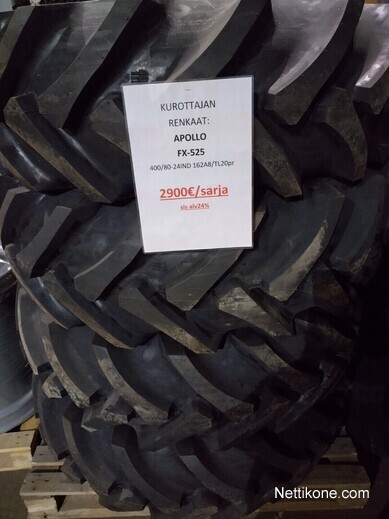 KUROTTAJAN
RENKAAT:
APOLLO
FX-525
400/80-24IND 162A8/TL20pr
2900€/sarja
sis alv24%
Nettikone.com